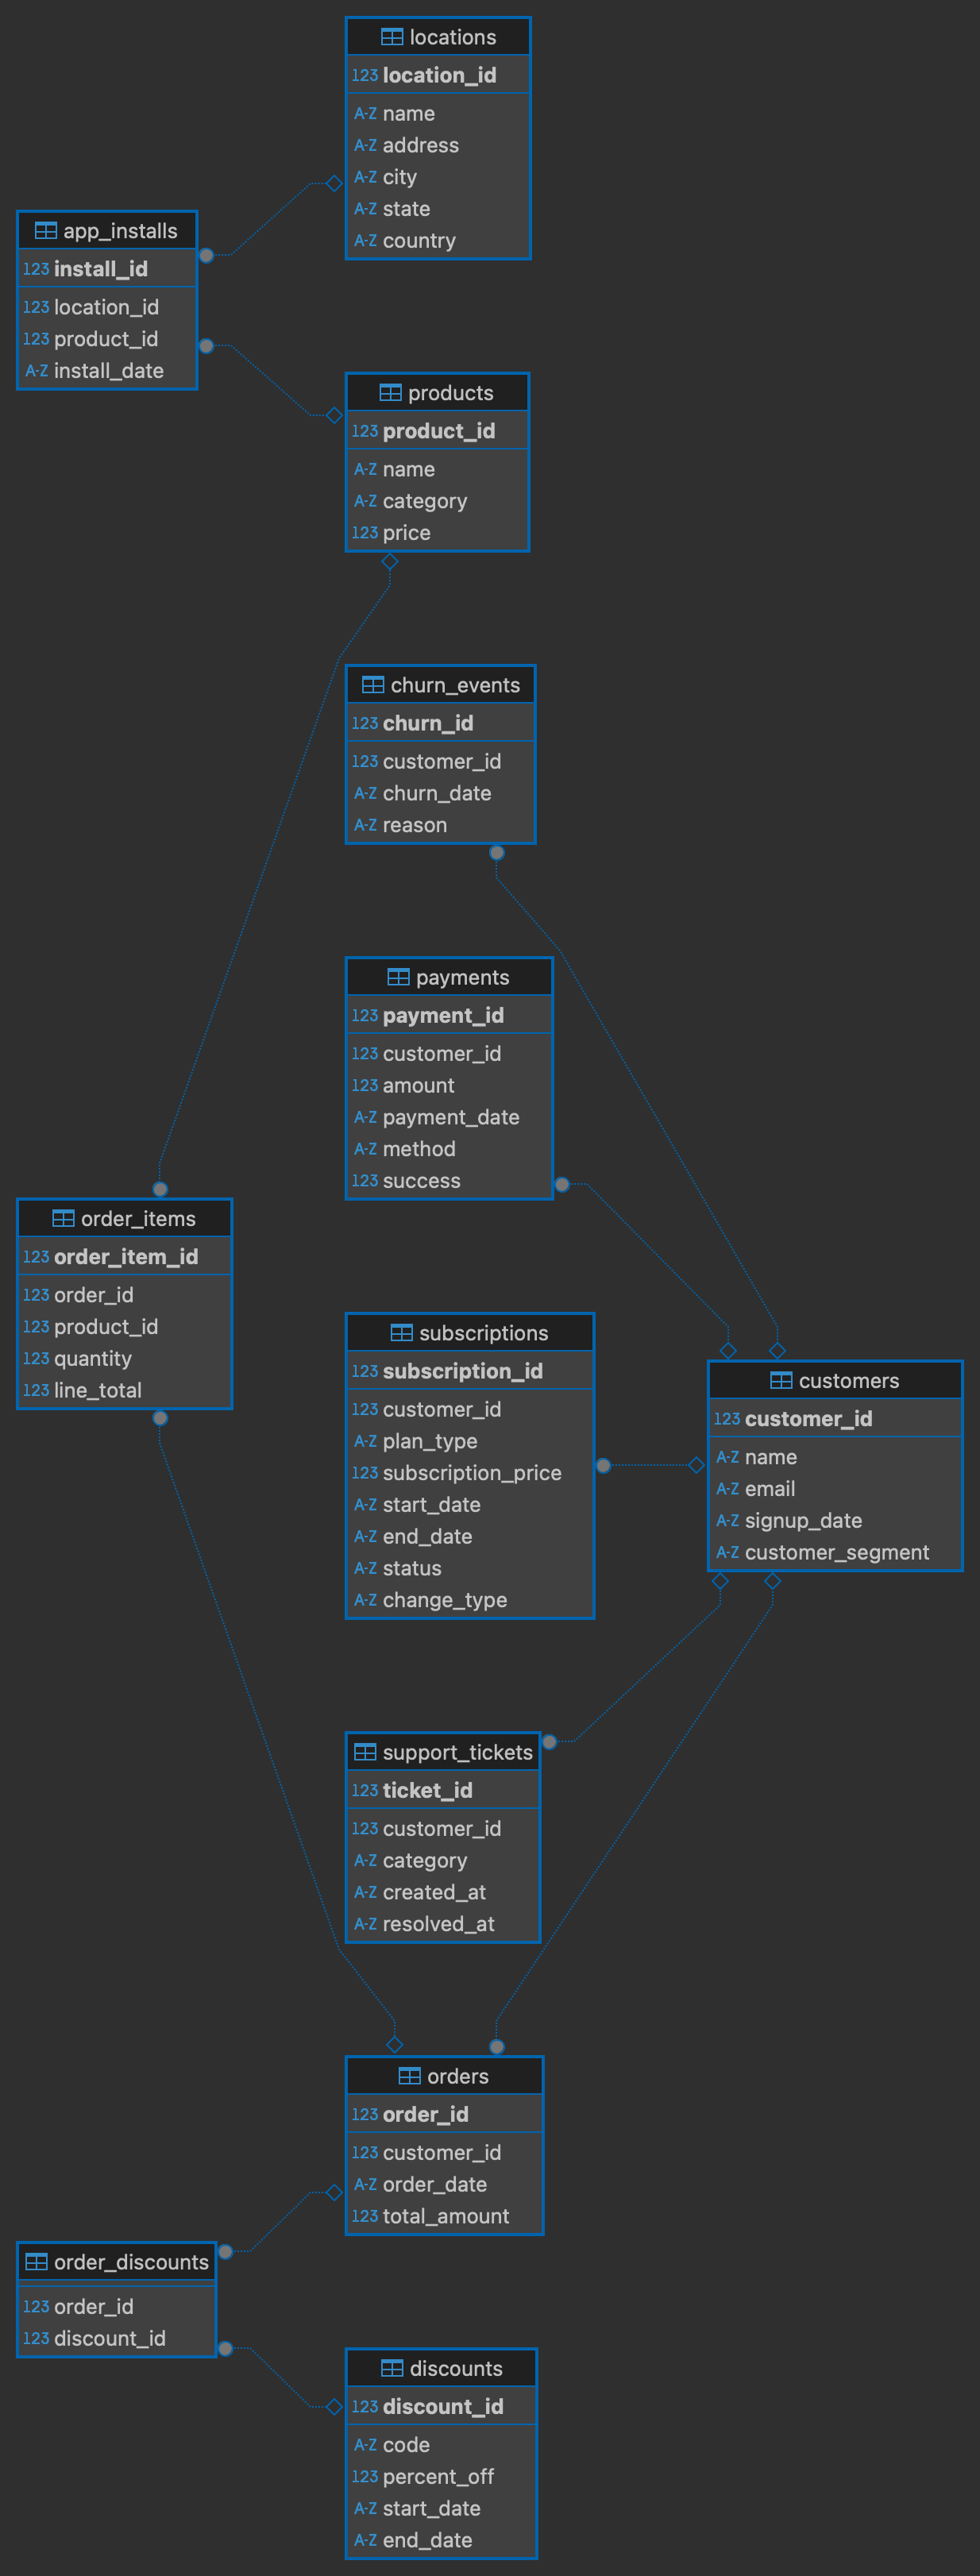 locations
123 location_id
A-Z name
A-Z address
A-Z city
A-Z state
A-Z country
app_installs
123 install_id
123 location_id
123 product_id
A-Z install_date
products
123 product_id
A-Z name
A-Z category
123 price
churn_events
123 churn_id
123 customer_id
A-Z churn_date
A-Z reason
payments
123 payment_id
123 customer_id
123 amount
A-Z payment_date
A-Z method
123 success
order_items
123 order_item_id
123 order_id
123 product_id
123 quantity
123 line_total
subscriptions
123 subscription_id
123 customer_id
A-Z plan_type
123 subscription_price
A-Z start_date
A-Z end_date
A-Z status
A-Z change_type
customers
123 customer_id
A-Z name
A-Z email
A-Z signup_date
A-Z customer_segment
support_tickets
123 ticket_id
123 customer_id
A-Z category
A-Z created_at
A-Z resolved_at
orders
123 order_id
123 customer_id
A-Z order_date
123 total_amount
order_discounts
123 order_id
123 discount_id
discounts
123 discount_id
A-Z code
123 percent_off
A-Z start_date
A-Z end_date